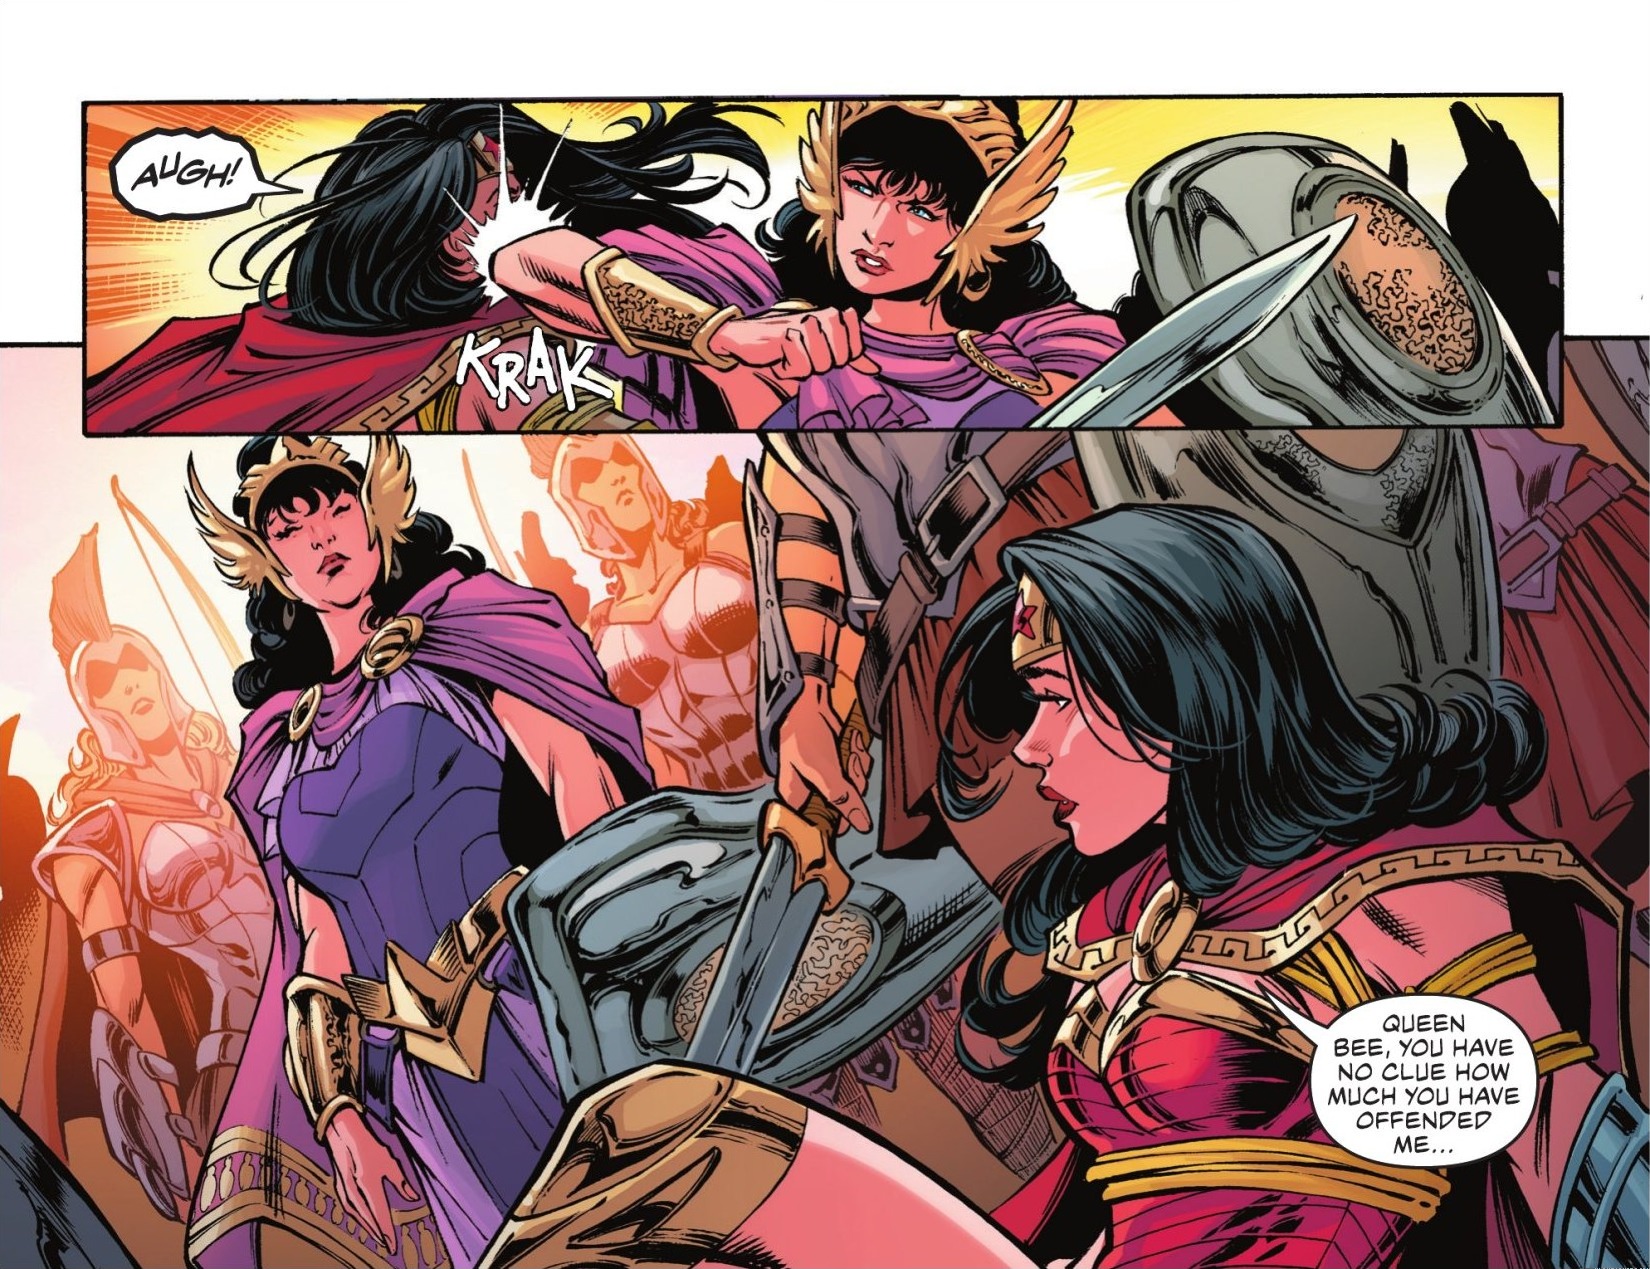 AUGH!
KRAK
QUEEN
BEE, YOU HAVE
NO CLUE HOW
MUCH YOU HAVE
OFFENDED
ME...